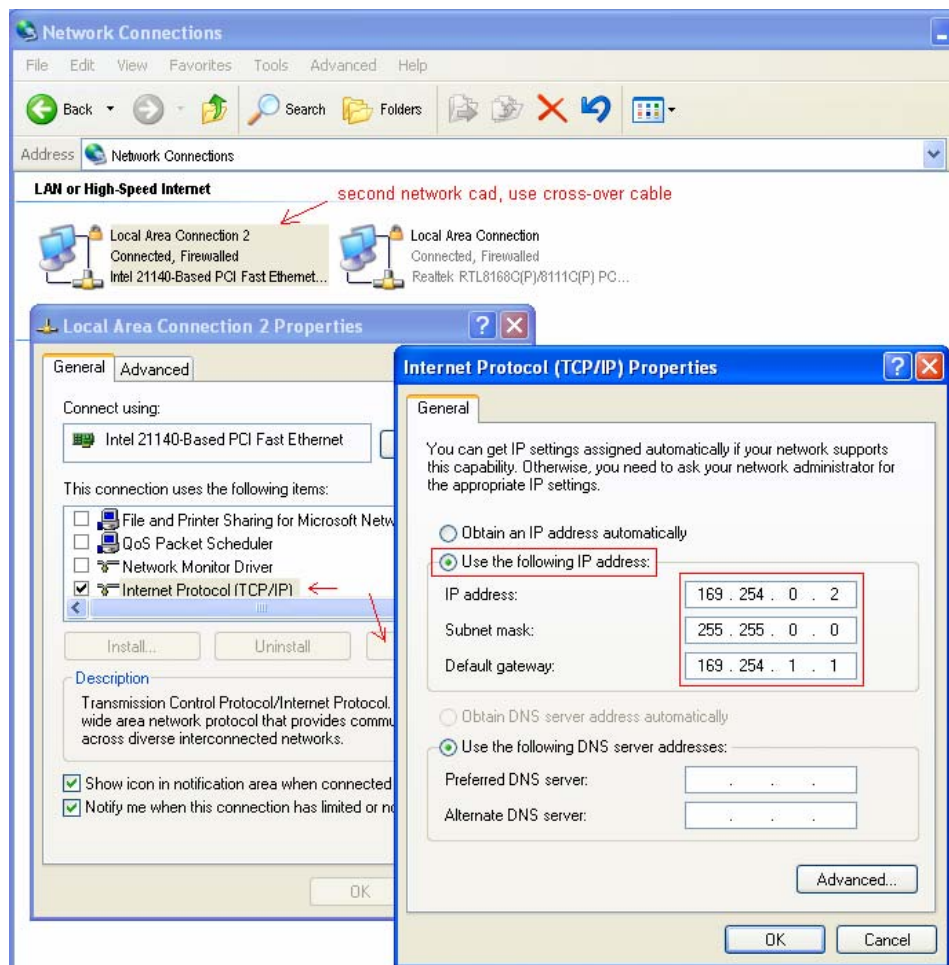 Network Connections
File Edit View Favorites Tools Advanced Help
Back Search Folders
Address Network Connections
LAN or High-Speed Internet
second network cad, use cross-over cable
Local Area Connection 2
Connected, Firewalled
Intel 21140-Based PCI Fast Ethernet...
Local Area Connection
Connected, Firewalled
Realtek RTL8168C(P)/8111C(P) PC...
Local Area Connection 2 Properties
General Advanced
Connect using:
Intel 21140-Based PCI Fast Ethernet
This connection uses the following items:
File and Printer Sharing for Microsoft Netw
QoS Packet Scheduler
Network Monitor Driver
Internet Protocol (TCP/IP)
Install... Uninstall
Description
Transmission Control Protocol/Internet Protocol.
wide area network protocol that provides commu
across diverse interconnected networks.
Show icon in notification area when connected
Notify me when this connection has limited or no
OK
Internet Protocol (TCP/IP) Properties
General
You can get IP settings assigned automatically if your network supports
this capability. Otherwise, you need to ask your network administrator for
the appropriate IP settings.
Obtain an IP address automatically
Use the following IP address:
IP address: 169 . 254 . 0 . 2
Subnet mask: 255 . 255 . 0 . 0
Default gateway: 169 . 254 . 1 . 1
Obtain DNS server address automatically
Use the following DNS server addresses:
Preferred DNS server: . . .
Alternate DNS server: . . .
Advanced...
OK Cancel